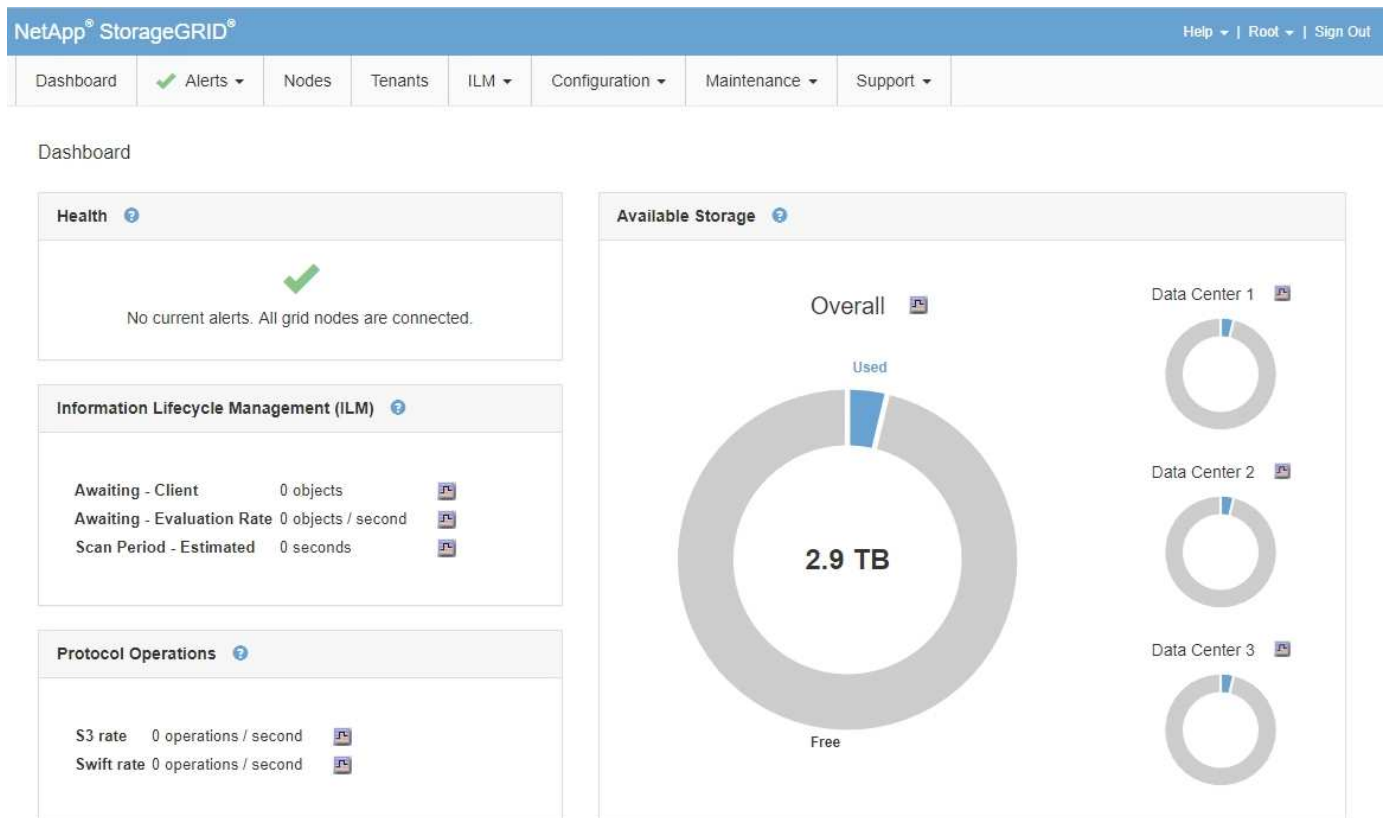 NetApp® StorageGRID®
Help | Root | Sign Out
Dashboard
Alerts
Nodes
Tenants
ILM
Configuration
Maintenance
Support
Dashboard
Health
No current alerts. All grid nodes are connected.
Information Lifecycle Management (ILM)
Awaiting - Client 0 objects
Awaiting - Evaluation Rate 0 objects / second
Scan Period - Estimated 0 seconds
Protocol Operations
S3 rate 0 operations / second
Swift rate 0 operations / second
Available Storage
Overall
Used
2.9 TB
Free
Data Center 1
Data Center 2
Data Center 3